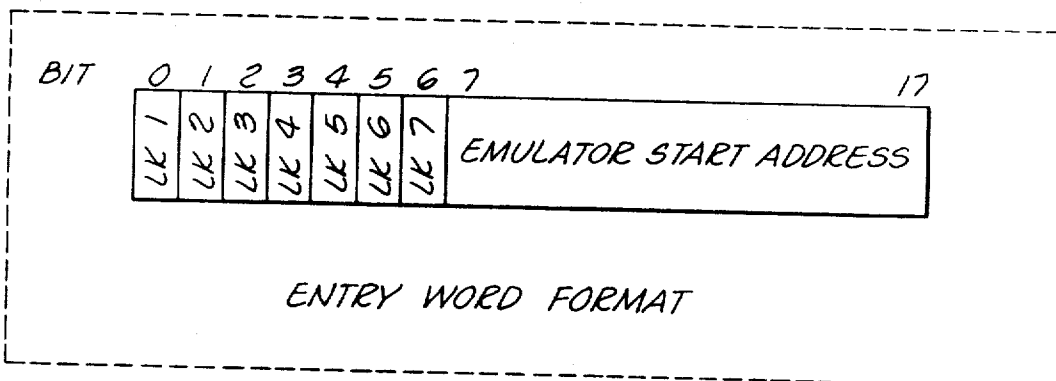 BIT 0 1 2 3 4 5 6 7 17
LK 1 LK 2 LK 3 LK 4 LK 5 LK 6 LK 7 EMULATOR START ADDRESS
ENTRY WORD FORMAT